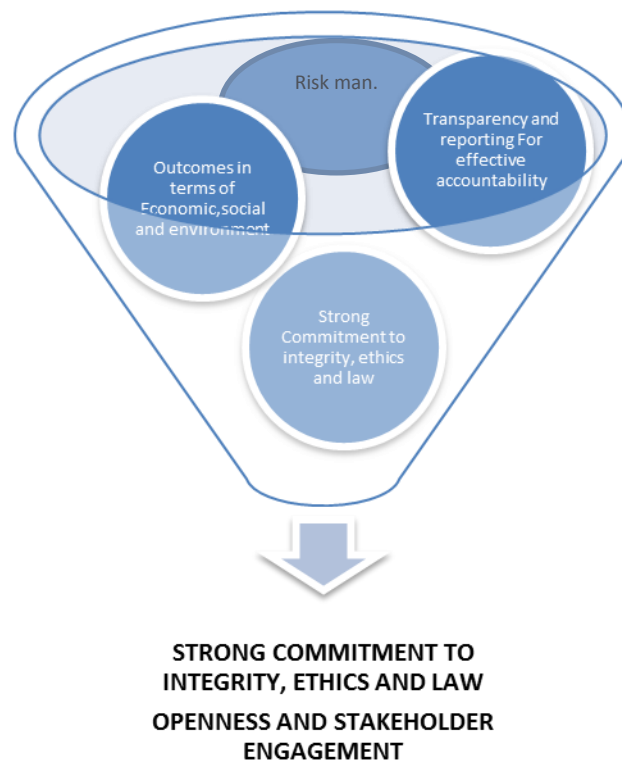 Risk man.
Transparency and
reporting For
effective
accountability
Outcomes in
terms of
Economic,social
and environment
Strong
Commitment to
integrity, ethics
and law
STRONG COMMITMENT TO
INTEGRITY, ETHICS AND LAW
OPENNESS AND STAKEHOLDER
ENGAGEMENT